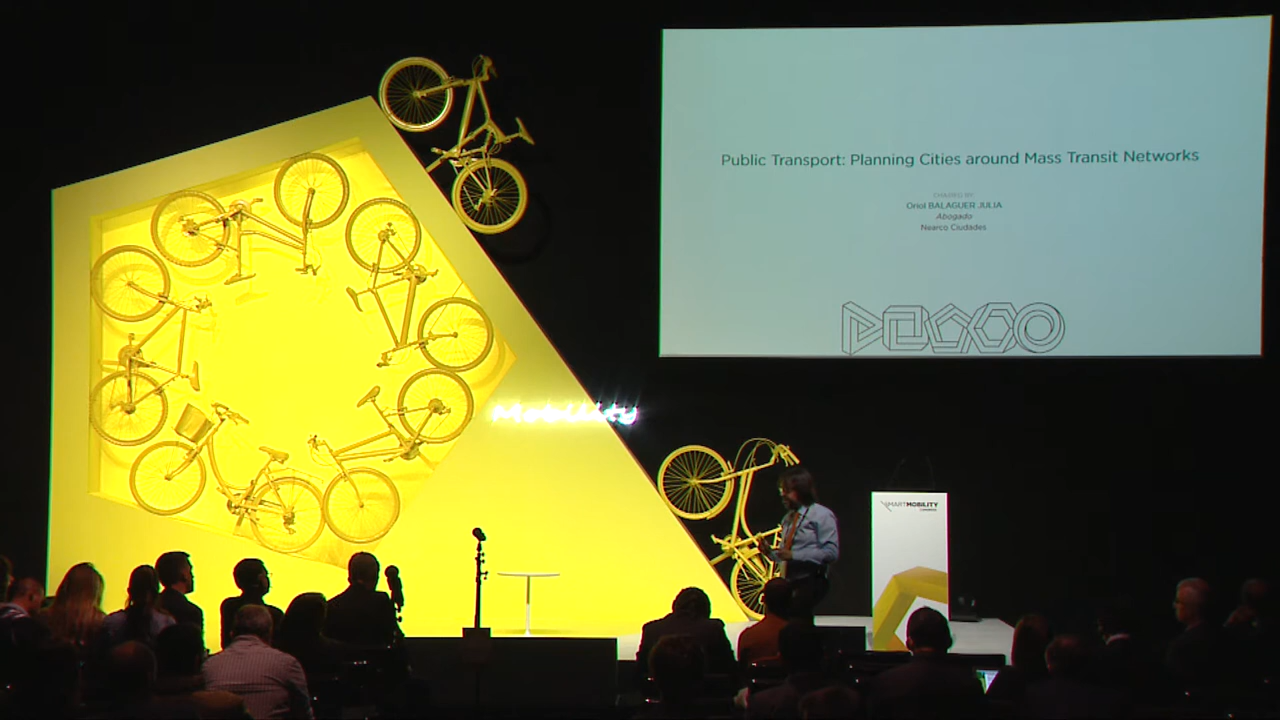 Public Transport: Planning Cities around Mass Transit Networks
CHAIRED BY
Oriol BALAGUER JULIA
Abogado
Nearco Ciudades
Mobility
SMARTMOBILITY